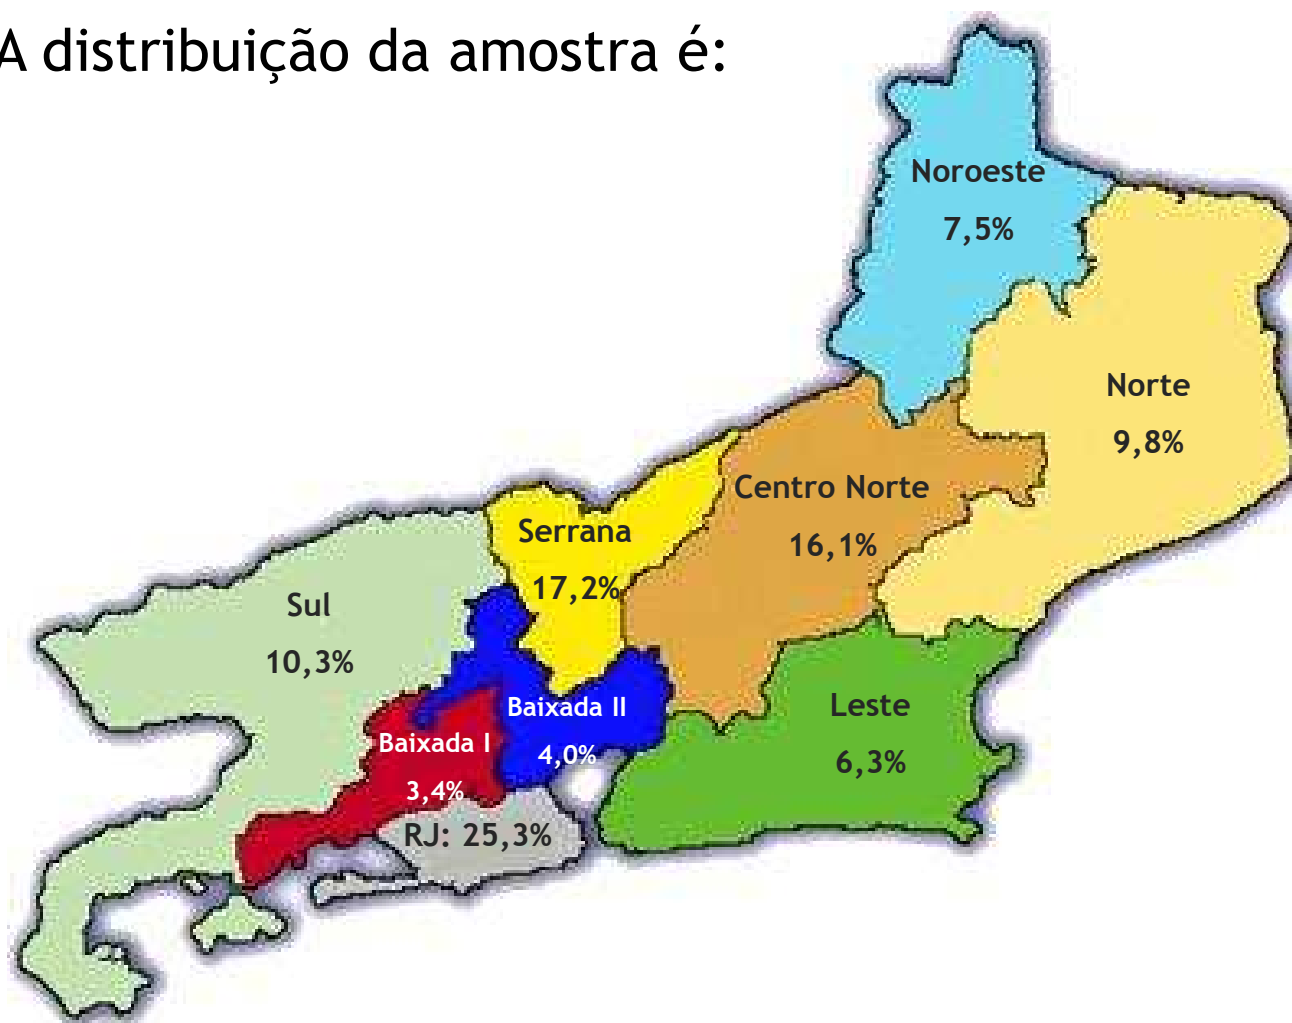 A distribuição da amostra é:
Noroeste
7,5%
Norte
9,8%
Centro Norte
16,1%
Serrana
17,2%
Sul
10,3%
Baixada II
4,0%
Baixada I
3,4%
Leste
6,3%
RJ: 25,3%